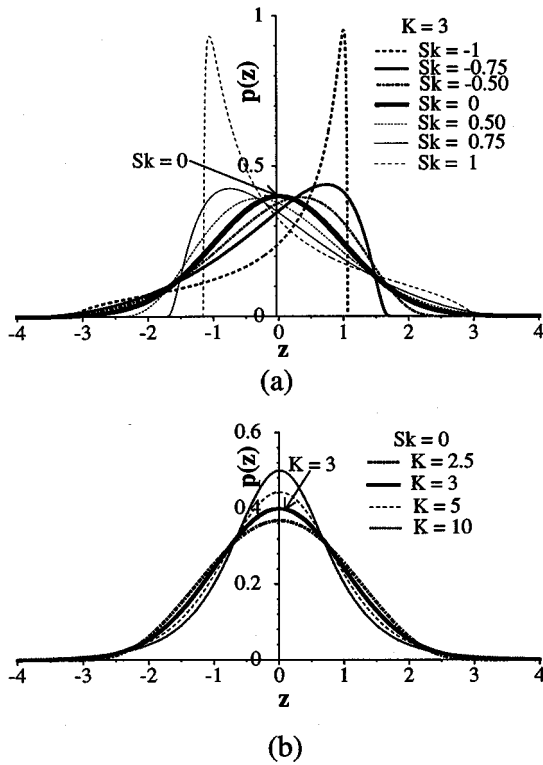 1
K = 3
Sk = -1
Sk = -0.75
Sk = -0.50
Sk = 0
Sk = 0.50
Sk = 0.75
Sk = 1
p(z)
0.5
Sk = 0
0
-4 -3 -2 -1 0 1 2 3 4
z
(a)
0.6
Sk = 0
K = 2.5
K = 3
K = 5
K = 10
p(z)
K = 3
0.4
0.2
0
-4 -3 -2 -1 0 1 2 3 4
z
(b)